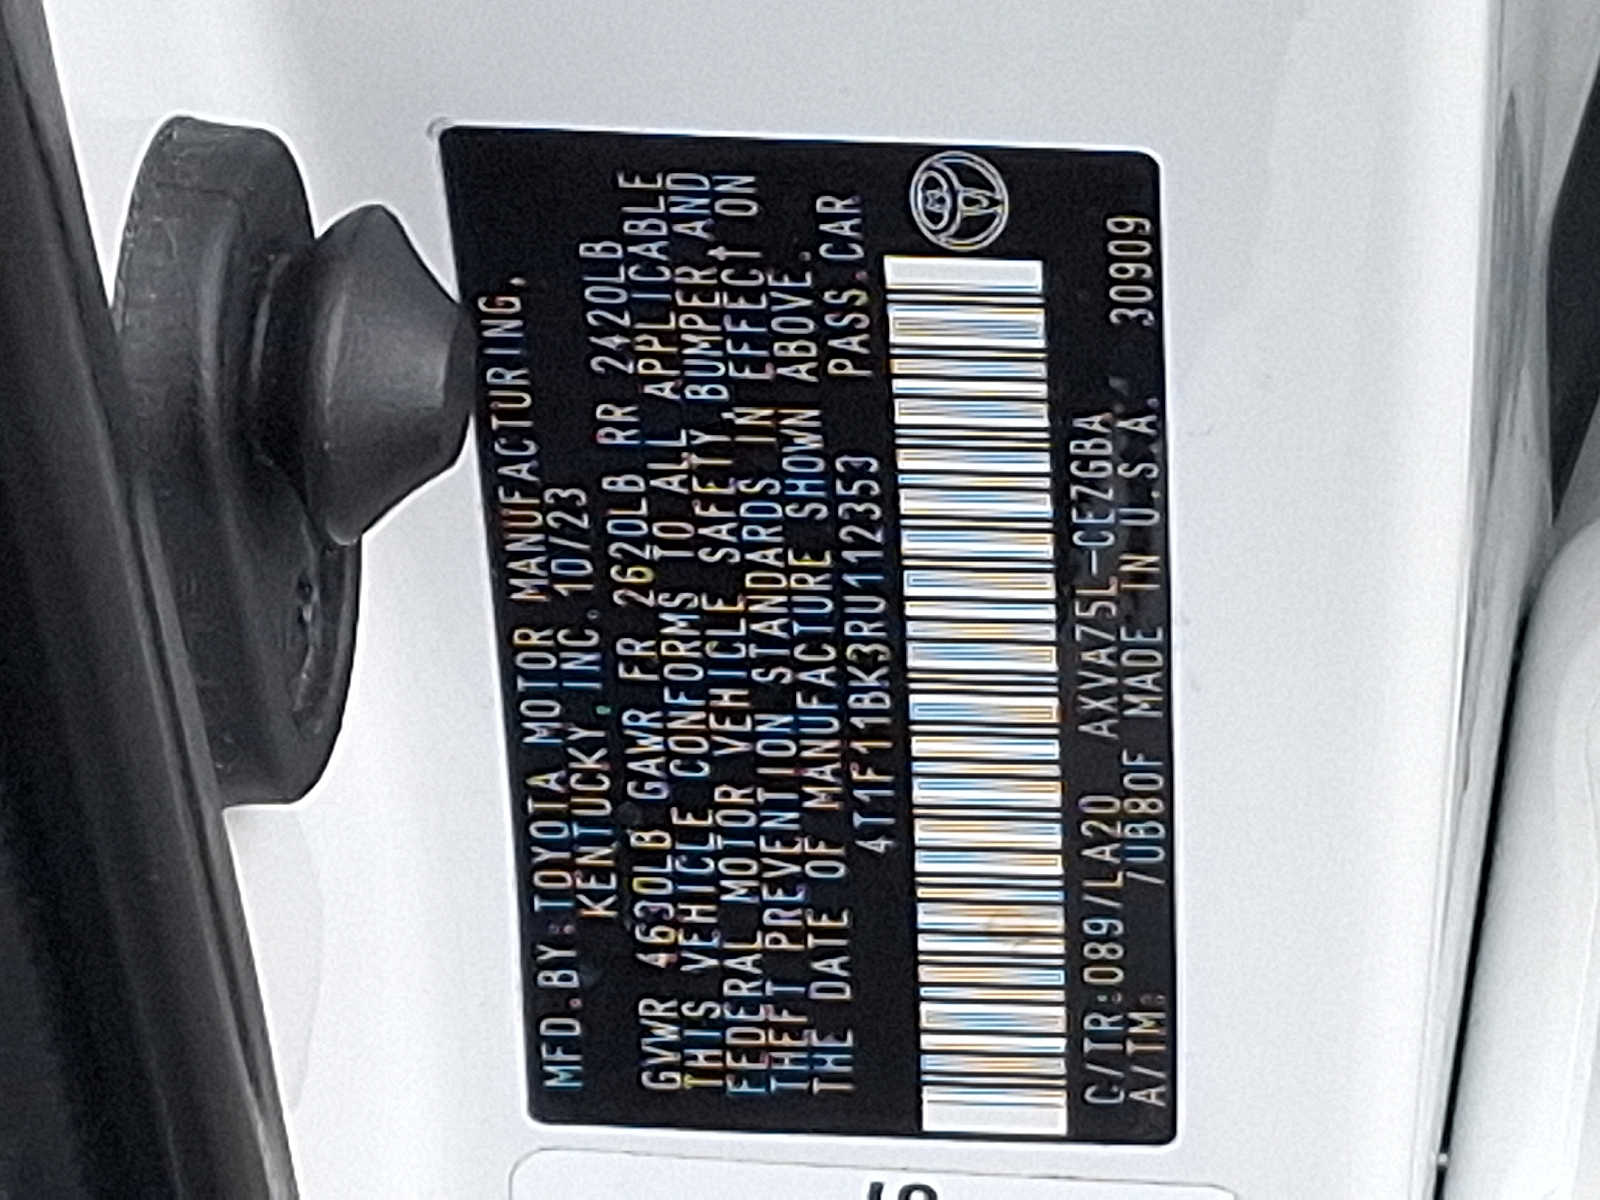 MFD.BY:TOYOTA MOTOR MANUFACTURING,
KENTUCKY, INC. 10/23
GVWR 4630LB GAWR FR 2620LB RR 2420LB
THIS VEHICLE CONFORMS TO ALL APPLICABLE
FEDERAL MOTOR VEHICLE SAFETY, BUMPER, AND
THEFT PREVENTION STANDARDS IN EFFECT ON
THE DATE OF MANUFACTURE SHOWN ABOVE.
4T1F11BK3RU112353 PASS.CAR
C/TR:089/LA20 AXVA75L-CEZGBA 30909
A/TM: /UB80F MADE IN U.S.A.